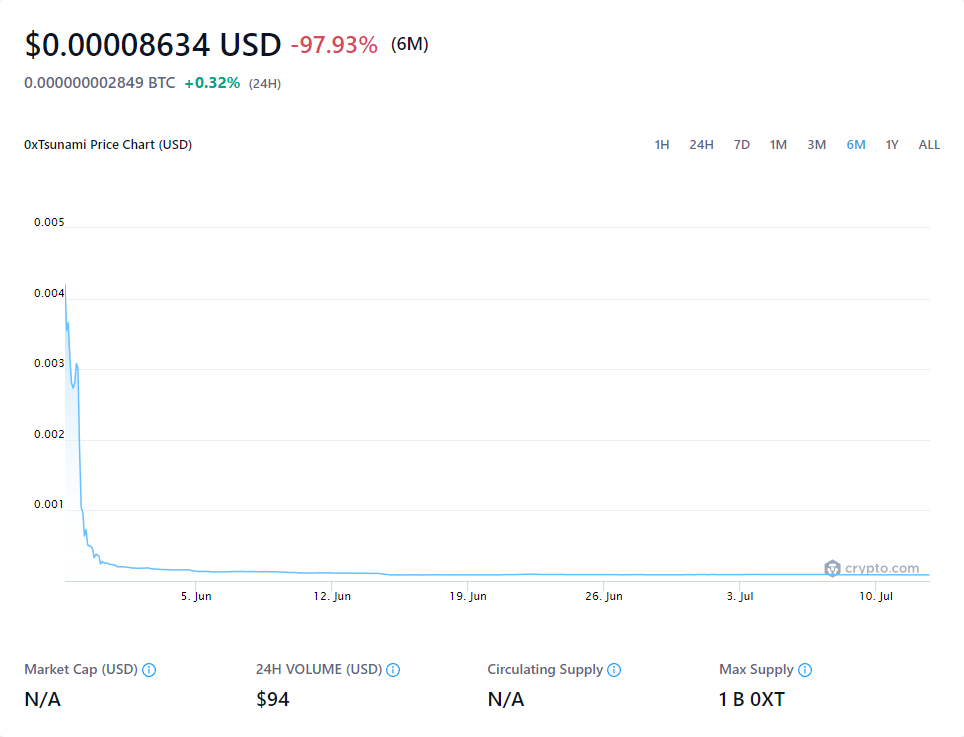 $0.00008634 USD -97.93% (6M)
0.000000002849 BTC +0.32% (24H)
0xTsunami Price Chart (USD) 1H 24H 7D 1M 3M 6M 1Y ALL
0.005
0.004
0.003
0.002
0.001
crypto.com
5. Jun 12. Jun 19. Jun 26. Jun 3. Jul 10. Jul
Market Cap (USD) 24H VOLUME (USD) Circulating Supply Max Supply
N/A $94 N/A 1 B 0XT